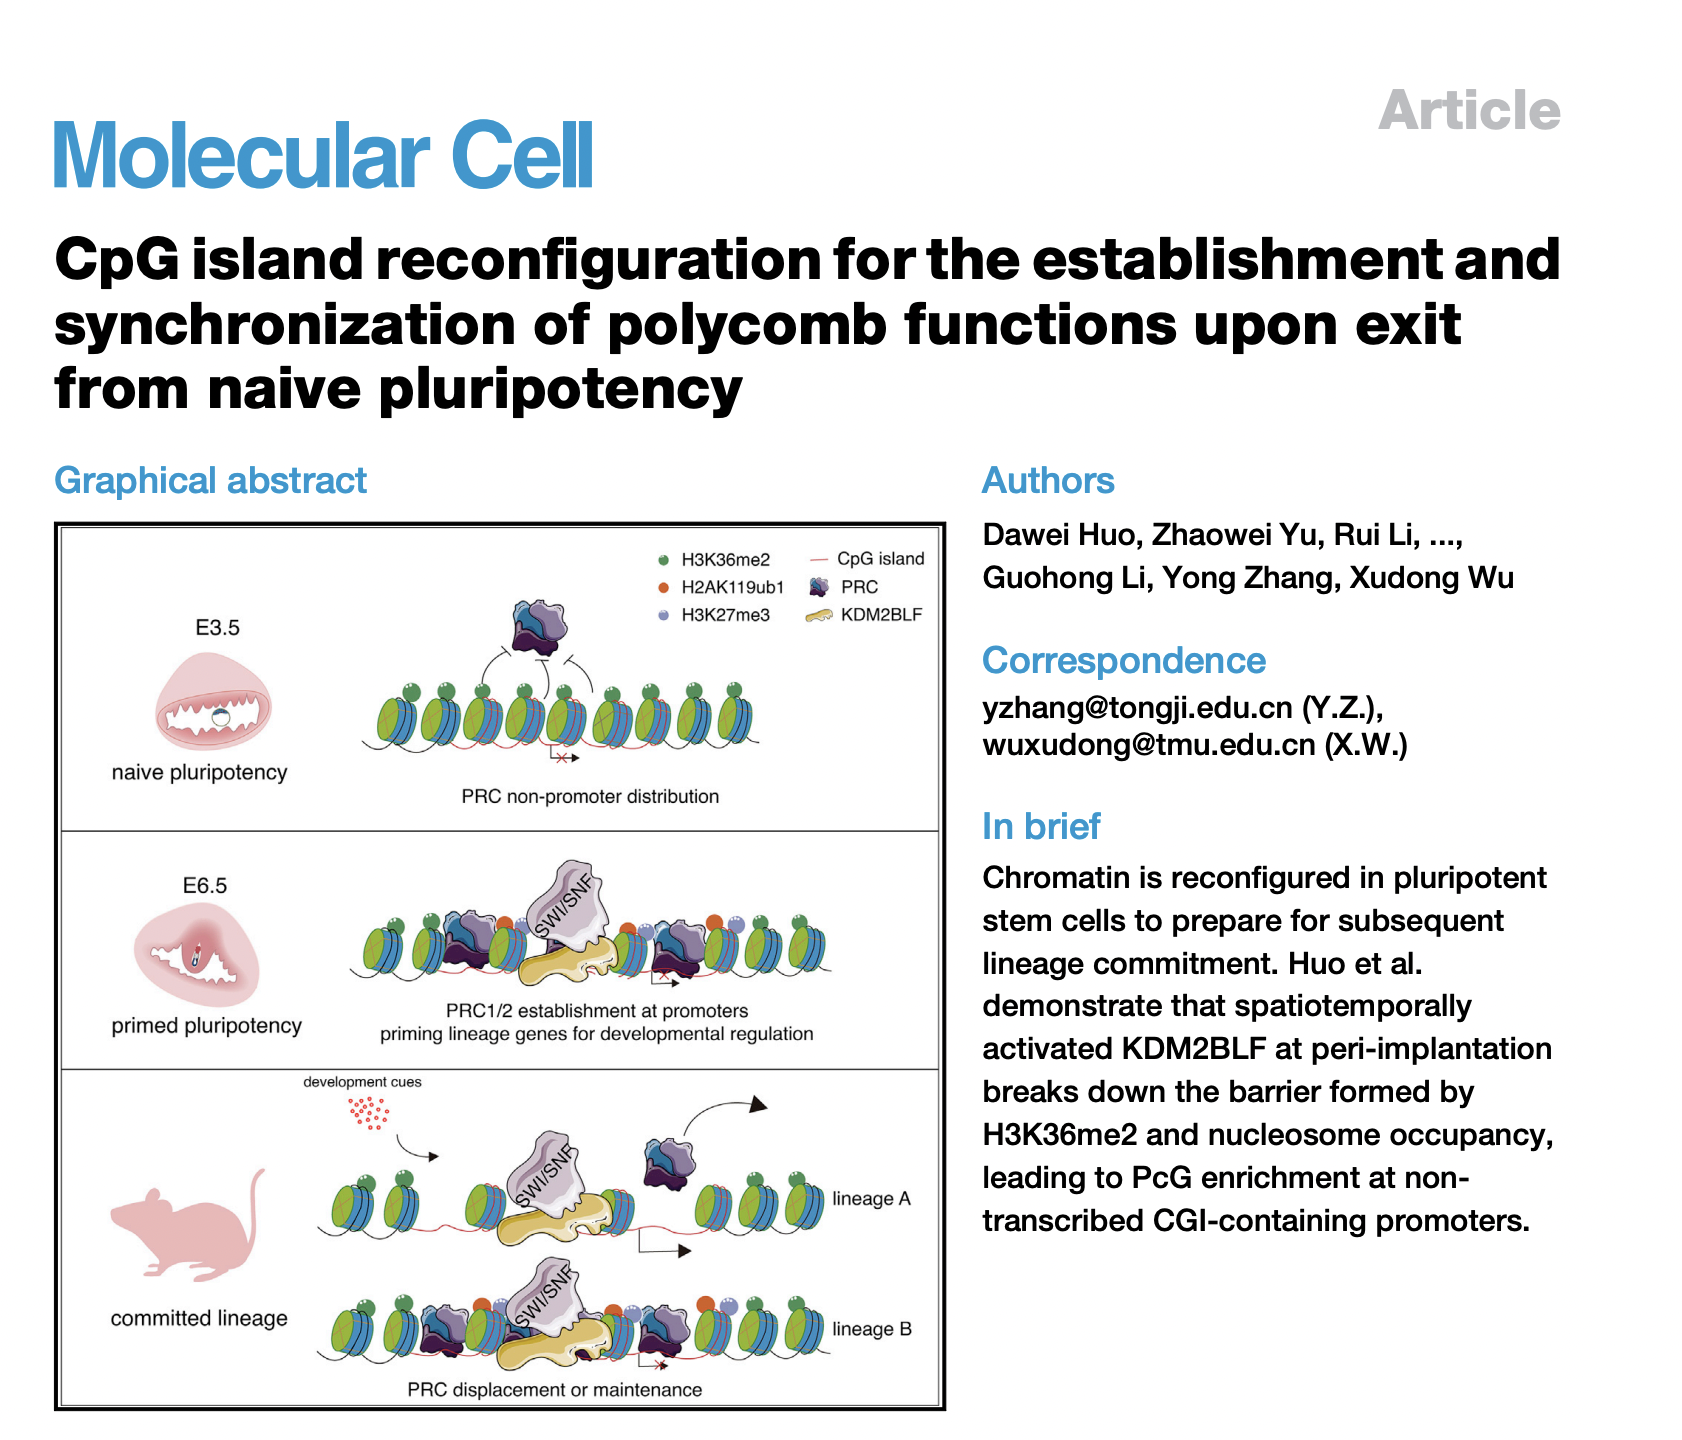 Article
Molecular Cell
CpG island reconfiguration for the establishment and
synchronization of polycomb functions upon exit
from naive pluripotency
Graphical abstract
H3K36me2
CpG island
H2AK119ub1
PRC
H3K27me3
KDM2BLF
E3.5
naive pluripotency
PRC non-promoter distribution
E6.5
SWI/SNF
primed pluripotency
PRC1/2 establishment at promoters
priming lineage genes for developmental regulation
development cues
SWI/SNF
lineage A
committed lineage
SWI/SNF
lineage B
PRC displacement or maintenance
Authors
Dawei Huo, Zhaowei Yu, Rui Li, ...,
Guohong Li, Yong Zhang, Xudong Wu
Correspondence
yzhang@tongji.edu.cn (Y.Z.),
wuxudong@tmu.edu.cn (X.W.)
In brief
Chromatin is reconfigured in pluripotent
stem cells to prepare for subsequent
lineage commitment. Huo et al.
demonstrate that spatiotemporally
activated KDM2BLF at peri-implantation
breaks down the barrier formed by
H3K36me2 and nucleosome occupancy,
leading to PcG enrichment at non-
transcribed CGI-containing promoters.